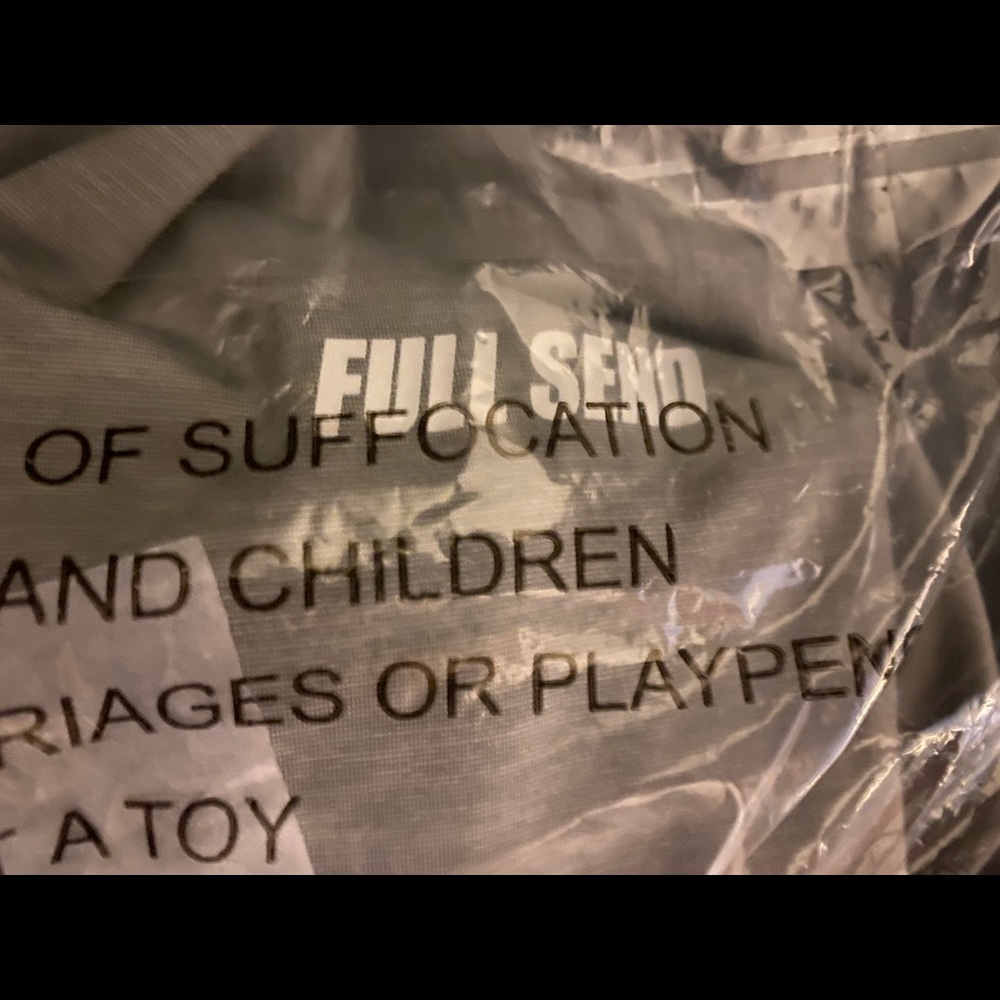 FULL SEND
OF SUFFOCATION
AND CHILDREN
RIAGES OR PLAYPEN
A TOY